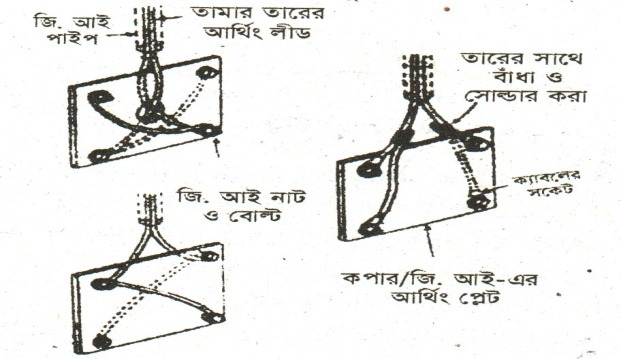 জি. আই
পাইপ
তামার তারের
আর্থিং লীড
তারের সাথে
বাঁধা ও
সোল্ডার করা
জি. আই নাট
ও বোল্ট
ক্যাবলের
সকেট
কপার/জি. আই-এর
আর্থিং প্লেট